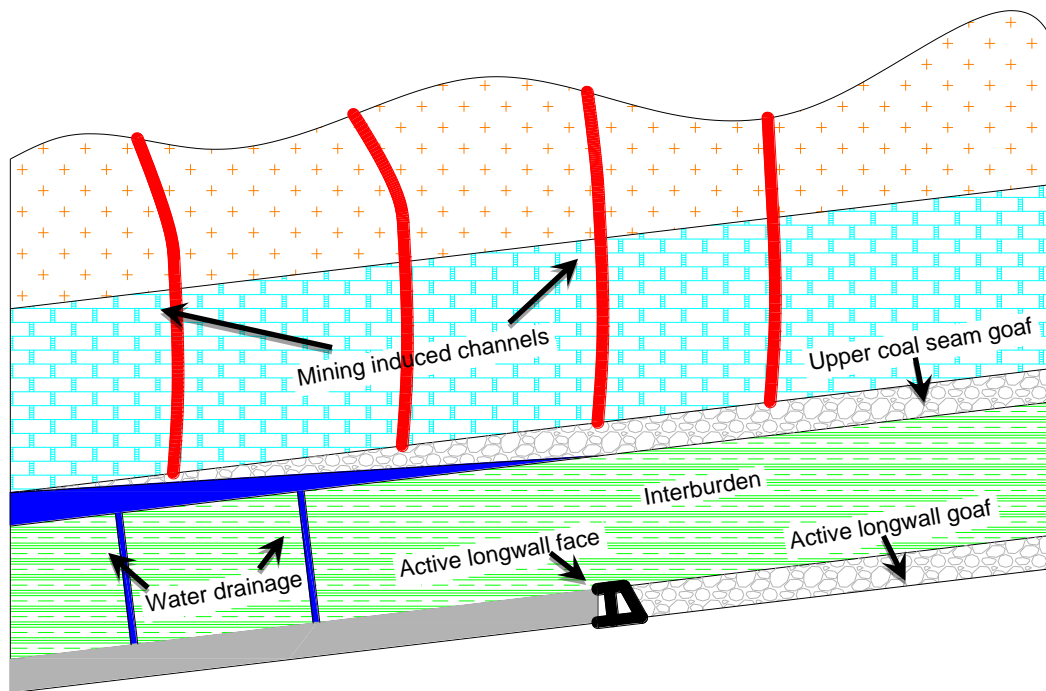 Mining induced channels
Upper coal seam goaf
Interburden
Active longwall face
Active longwall goaf
Water drainage